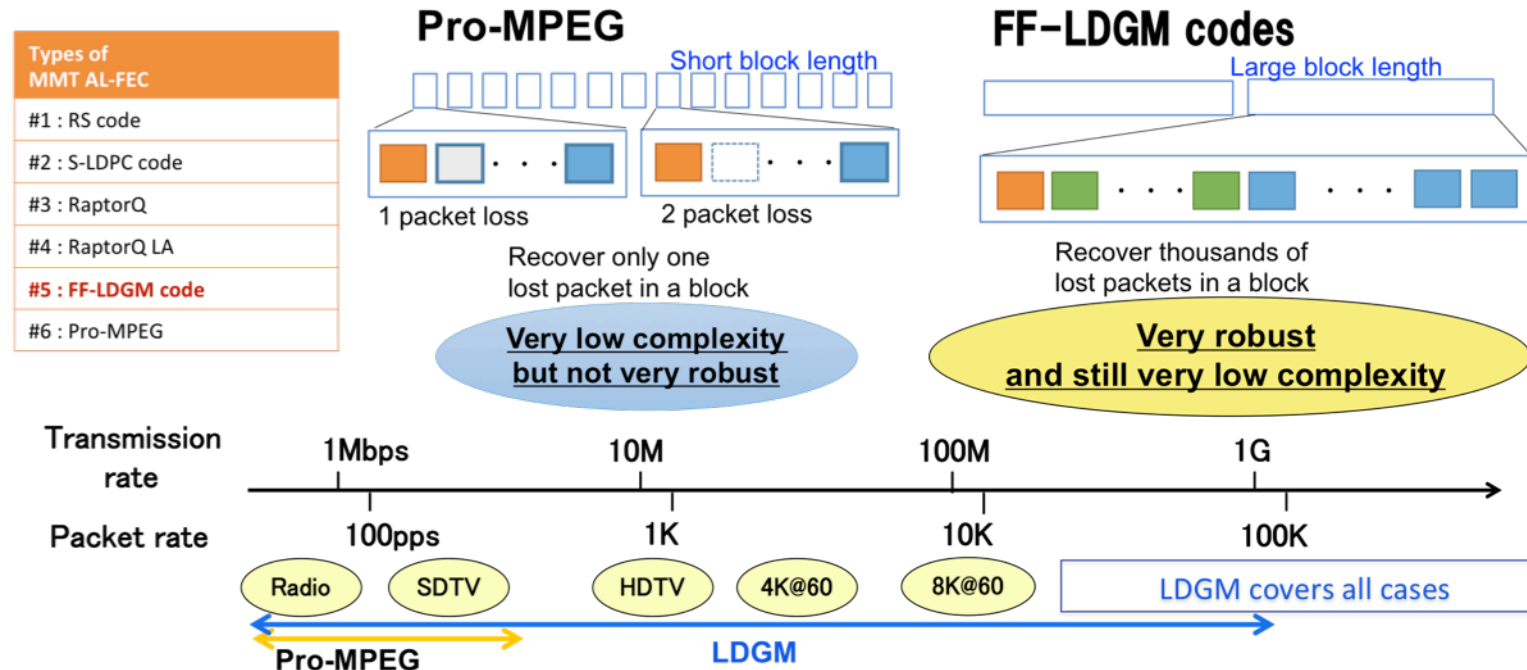 Pro-MPEG
FF-LDGM codes
Types of
MMT AL-FEC
#1 : RS code
#2 : S-LDPC code
#3 : RaptorQ
#4 : RaptorQ LA
#5 : FF-LDGM code
#6 : Pro-MPEG
Short block length
1 packet loss
2 packet loss
Recover only one
lost packet in a block
Very low complexity
but not very robust
Large block length
Recover thousands of
lost packets in a block
Very robust
and still very low complexity
Transmission
rate
1Mbps 10M 100M 1G
Packet rate
100pps 1K 10K 100K
Radio SDTV HDTV 4K@60 8K@60 LDGM covers all cases
Pro-MPEG LDGM